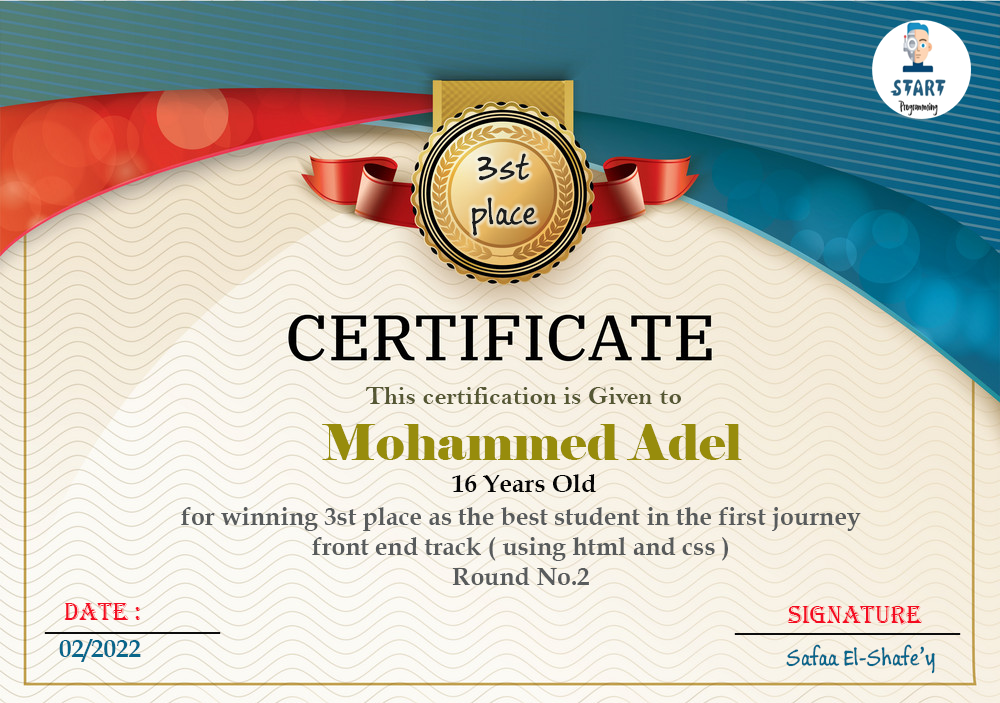 START
Programming
3st
place
CERTIFICATE
This certification is Given to
Mohammed Adel
16 Years Old
for winning 3st place as the best student in the first journey
front end track ( using html and css )
Round No.2
DATE :
02/2022
SIGNATURE
Safaa El-Shafe'y